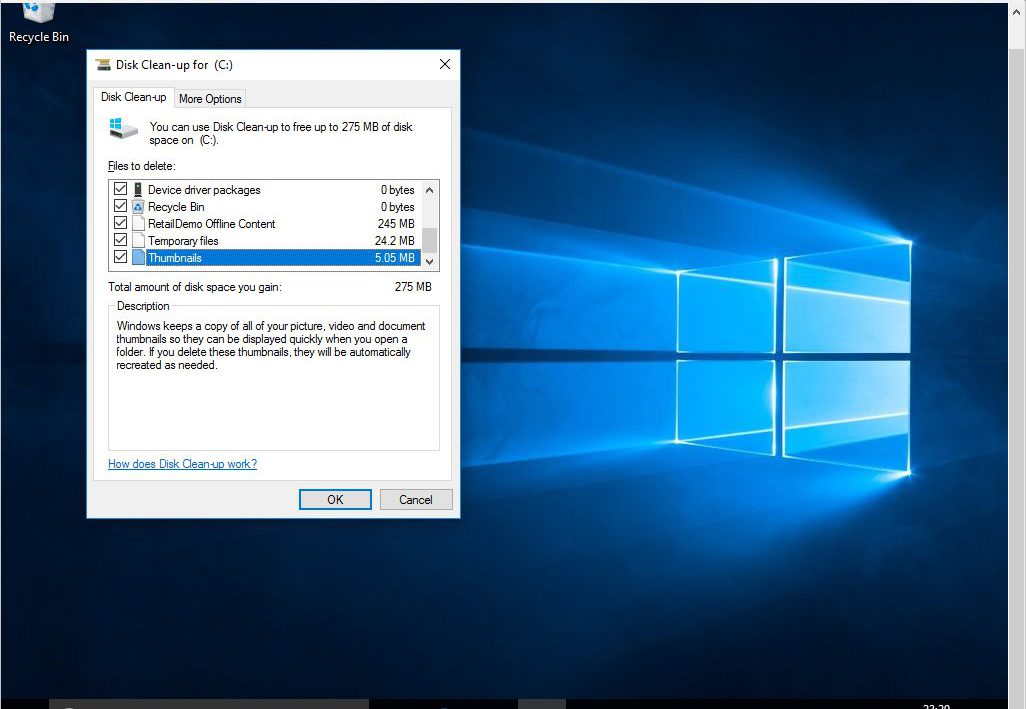 Recycle Bin
Disk Clean-up for  (C:)
Disk Clean-up
More Options
You can use Disk Clean-up to free up to 275 MB of disk
space on  (C:).
Files to delete:
Device driver packages 0 bytes
Recycle Bin 0 bytes
RetailDemo Offline Content 245 MB
Temporary files 24.2 MB
Thumbnails 5.05 MB
Total amount of disk space you gain: 275 MB
Description
Windows keeps a copy of all of your picture, video and document
thumbnails so they can be displayed quickly when you open a
folder. If you delete these thumbnails, they will be automatically
recreated as needed.
How does Disk Clean-up work?
OK
Cancel